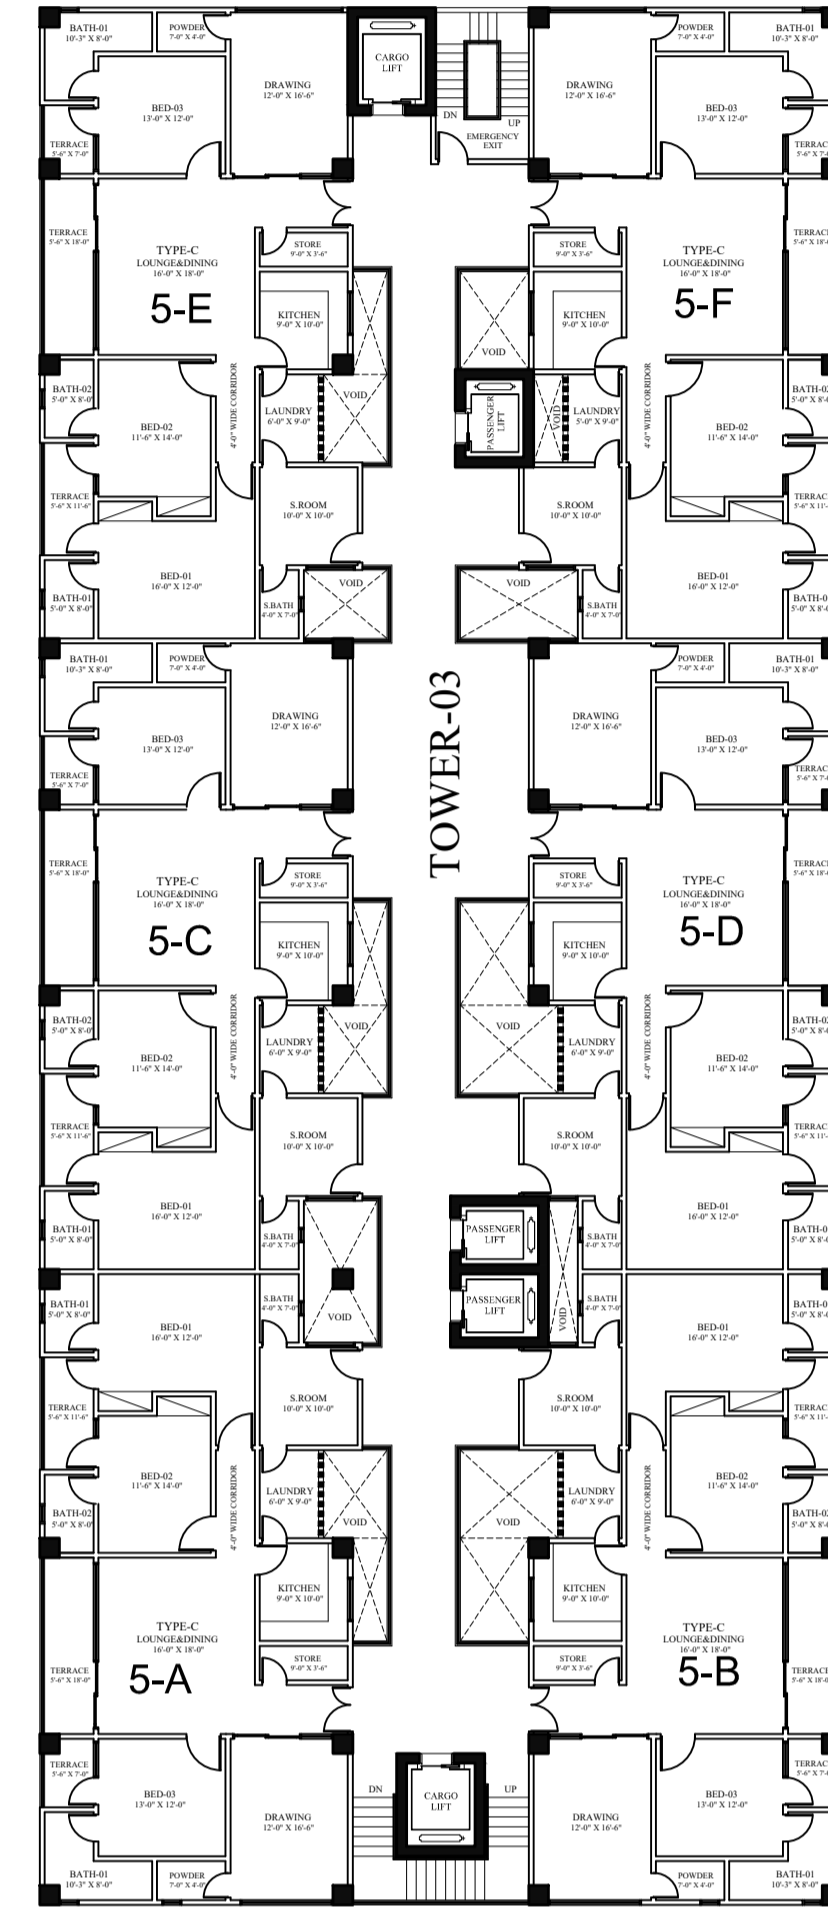 BATH-01
10'-3" X 8'-0"
POWDER
7'-0" X 4'-0"
DRAWING
12'-0" X 16'-6"
BED-03
13'-0" X 12'-0"
TERRACE
5'-6" X 7'-0"
CARGO
LIFT
DN
UP
EMERGENCY
EXIT
DRAWING
12'-0" X 16'-6"
POWDER
7'-0" X 4'-0"
BATH-01
10'-3" X 8'-0"
BED-03
13'-0" X 12'-0"
TERRAC
TERRACE
5'-6" X 18'-0"
TYPE-C
LOUNGE&DINING
16'-0" X 18'-0"
5-E
STORE
9'-0" X 3'-6"
KITCHEN
9'-0" X 10'-0"
VOID
BATH-02
5'-0" X 8'-0"
BED-02
11'-6" X 14'-0"
4'-0" WIDE CORRIDOR
LAUNDRY
6'-0" X 9'-0"
TERRACE
5'-6" X 11'-6"
S.ROOM
10'-0" X 10'-0"
BED-01
16'-0" X 12'-0"
BATH-01
5'-0" X 8'-0"
S.BATH
4'-0" X 7'-0"
VOID
STORE
9'-0" X 3'-6"
TYPE-C
LOUNGE&DINING
16'-0" X 18'-0"
5-F
TERRAC
KITCHEN
9'-0" X 10'-0"
VOID
PASSENGER
LIFT
VOID
LAUNDRY
5'-0" X 9'-0"
4'-0" WIDE CORRIDOR
BED-02
11'-6" X 14'-0"
BATH-02
TERRAC
S.ROOM
10'-0" X 10'-0"
BED-01
16'-0" X 12'-0"
BATH-0
VOID
S.BATH
4'-0" X 7'-0"
TOWER-03
BATH-01
10'-3" X 8'-0"
POWDER
7'-0" X 4'-0"
DRAWING
12'-0" X 16'-6"
BED-03
13'-0" X 12'-0"
TERRACE
5'-6" X 7'-0"
DRAWING
12'-0" X 16'-6"
POWDER
7'-0" X 4'-0"
BATH-01
10'-3" X 8'-0"
BED-03
13'-0" X 12'-0"
TERRAC
TERRACE
5'-6" X 18'-0"
TYPE-C
LOUNGE&DINING
16'-0" X 18'-0"
5-C
STORE
9'-0" X 3'-6"
KITCHEN
9'-0" X 10'-0"
BATH-02
5'-0" X 8'-0"
BED-02
11'-6" X 14'-0"
4'-0" WIDE CORRIDOR
LAUNDRY
6'-0" X 9'-0"
VOID
TERRACE
5'-6" X 11'-6"
S.ROOM
10'-0" X 10'-0"
BED-01
16'-0" X 12'-0"
BATH-01
5'-0" X 8'-0"
S.BATH
4'-0" X 7'-0"
STORE
9'-0" X 3'-6"
TYPE-C
LOUNGE&DINING
16'-0" X 18'-0"
5-D
TERRAC
KITCHEN
9'-0" X 10'-0"
VOID
LAUNDRY
6'-0" X 9'-0"
4'-0" WIDE CORRIDOR
BED-02
11'-6" X 14'-0"
BATH-02
TERRAC
S.ROOM
10'-0" X 10'-0"
BED-01
16'-0" X 12'-0"
BATH-0
PASSENGER
LIFT
S.BATH
4'-0" X 7'-0"
BATH-01
5'-0" X 8'-0"
BED-01
16'-0" X 12'-0"
S.BATH
4'-0" X 7'-0"
VOID
TERRACE
5'-6" X 11'-6"
S.ROOM
10'-0" X 10'-0"
BED-02
11'-6" X 14'-0"
BATH-02
5'-0" X 8'-0"
4'-0" WIDE CORRIDOR
LAUNDRY
6'-0" X 9'-0"
VOID
KITCHEN
9'-0" X 10'-0"
TYPE-C
LOUNGE&DINING
16'-0" X 18'-0"
5-A
TERRACE
5'-6" X 18'-0"
STORE
9'-0" X 3'-6"
PASSENGER
LIFT
VOID
S.BATH
4'-0" X 7'-0"
BED-01
16'-0" X 12'-0"
BATH-0
S.ROOM
10'-0" X 10'-0"
TERRAC
BED-02
11'-6" X 14'-0"
BATH-02
VOID
LAUNDRY
6'-0" X 9'-0"
4'-0" WIDE CORRIDOR
KITCHEN
9'-0" X 10'-0"
TYPE-C
LOUNGE&DINING
16'-0" X 18'-0"
5-B
STORE
9'-0" X 3'-6"
TERRACE
TERRACE
5'-6" X 7'-0"
BED-03
13'-0" X 12'-0"
DRAWING
12'-0" X 16'-6"
BATH-01
10'-3" X 8'-0"
POWDER
7'-0" X 4'-0"
DN
CARGO
LIFT
UP
DRAWING
12'-0" X 16'-6"
BED-03
13'-0" X 12'-0"
TERRAC
POWDER
7'-0" X 4'-0"
BATH-01
10'-3" X 8'-0"